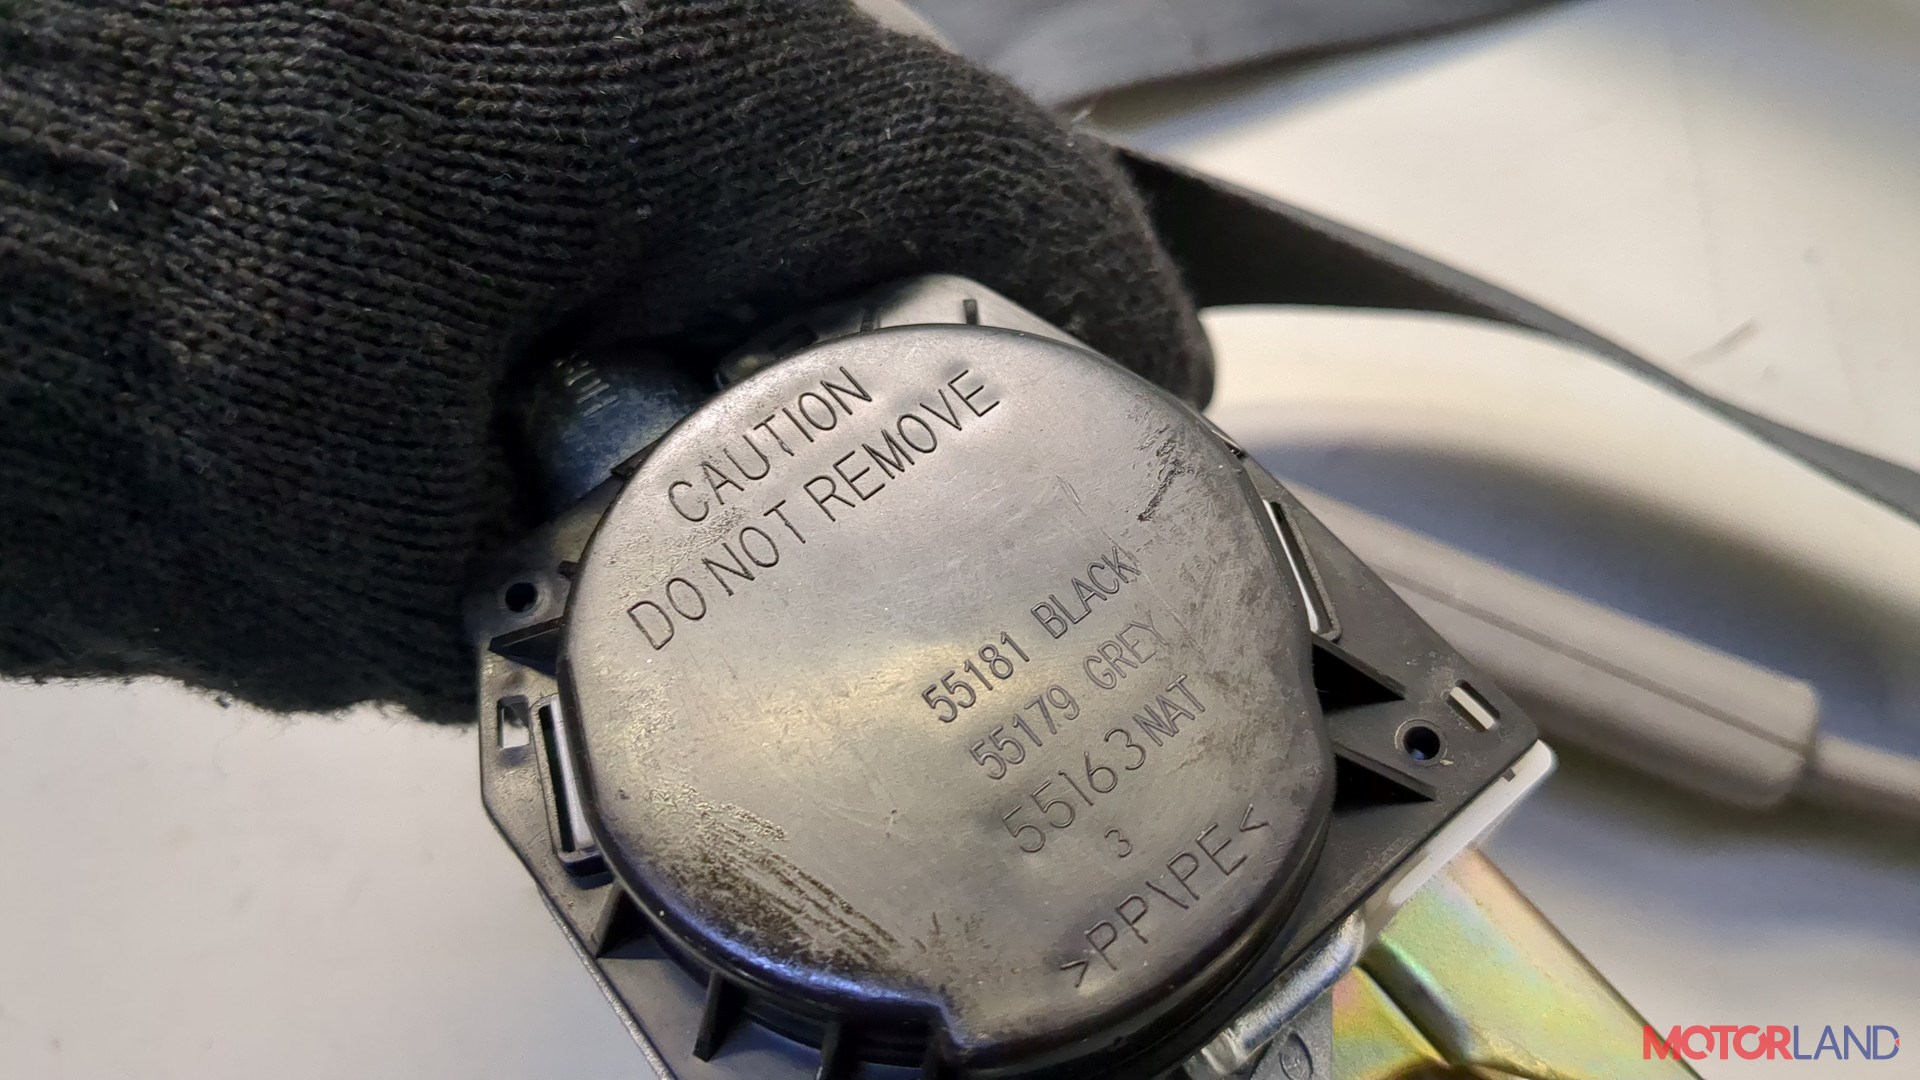 CAUTION
DO NOT REMOVE
55181 BLACK
55179 GREY
55163 NAT
3
>PP\PE<
MOTORLAND